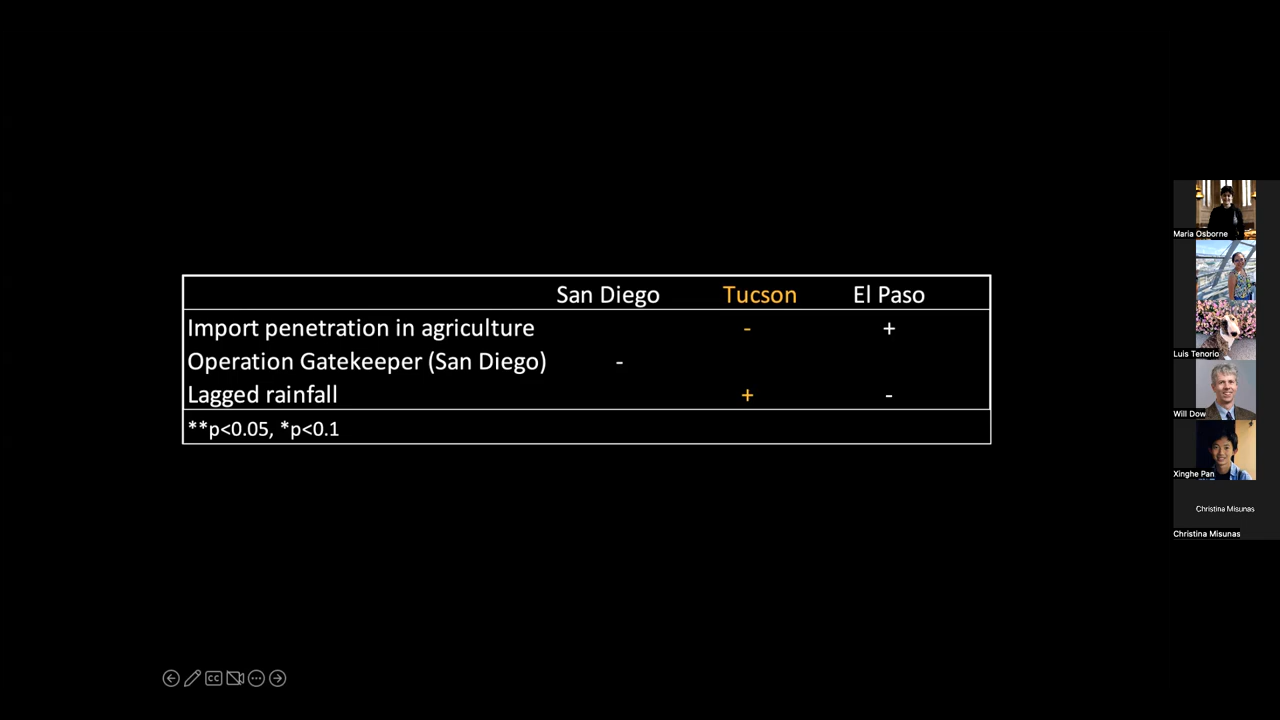 San Diego Tucson El Paso
Import penetration in agriculture - +
Operation Gatekeeper (San Diego) -
Lagged rainfall + -
**p<0.05, *p<0.1
Maria Osborne
Luis Tenorio
Will Dow
Xinghe Pan
Christina Misunas
Christina Misunas
CC